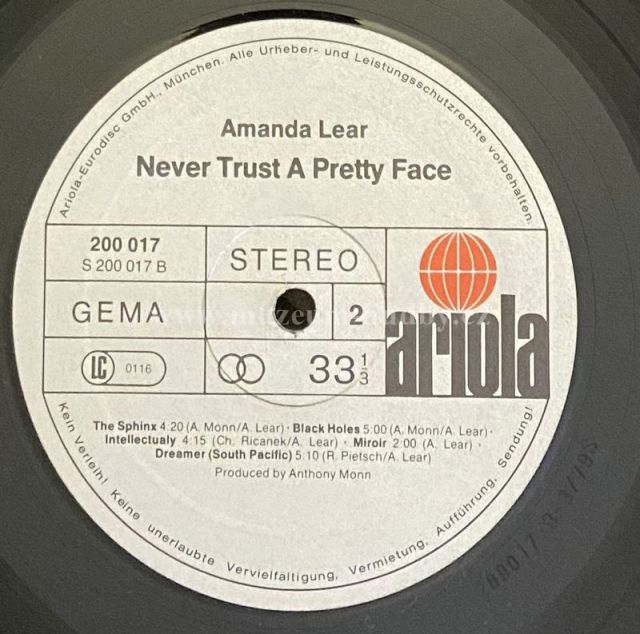 Ariola-Eurodisc GmbH., München. Alle Urheber- und Leistungsschutzrechte vorbehalten.
Amanda Lear
Never Trust A Pretty Face
200 017
S 200 017 B
STEREO
GEMA
2
LC 0116
33 1/3
ariola
The Sphinx 4:20 (A. Monn/A. Lear) · Black Holes 5:00 (A. Monn/A. Lear) ·
Intellectualy 4:15 (Ch. Ricanek/A. Lear) · Miroir 2:00 (A. Lear) ·
Dreamer (South Pacific) 5:10 (R. Pietsch/A. Lear)
Produced by Anthony Monn
Kein Verleih! Keine unerlaubte Vervielfältigung, Vermietung, Aufführung, Sendung!